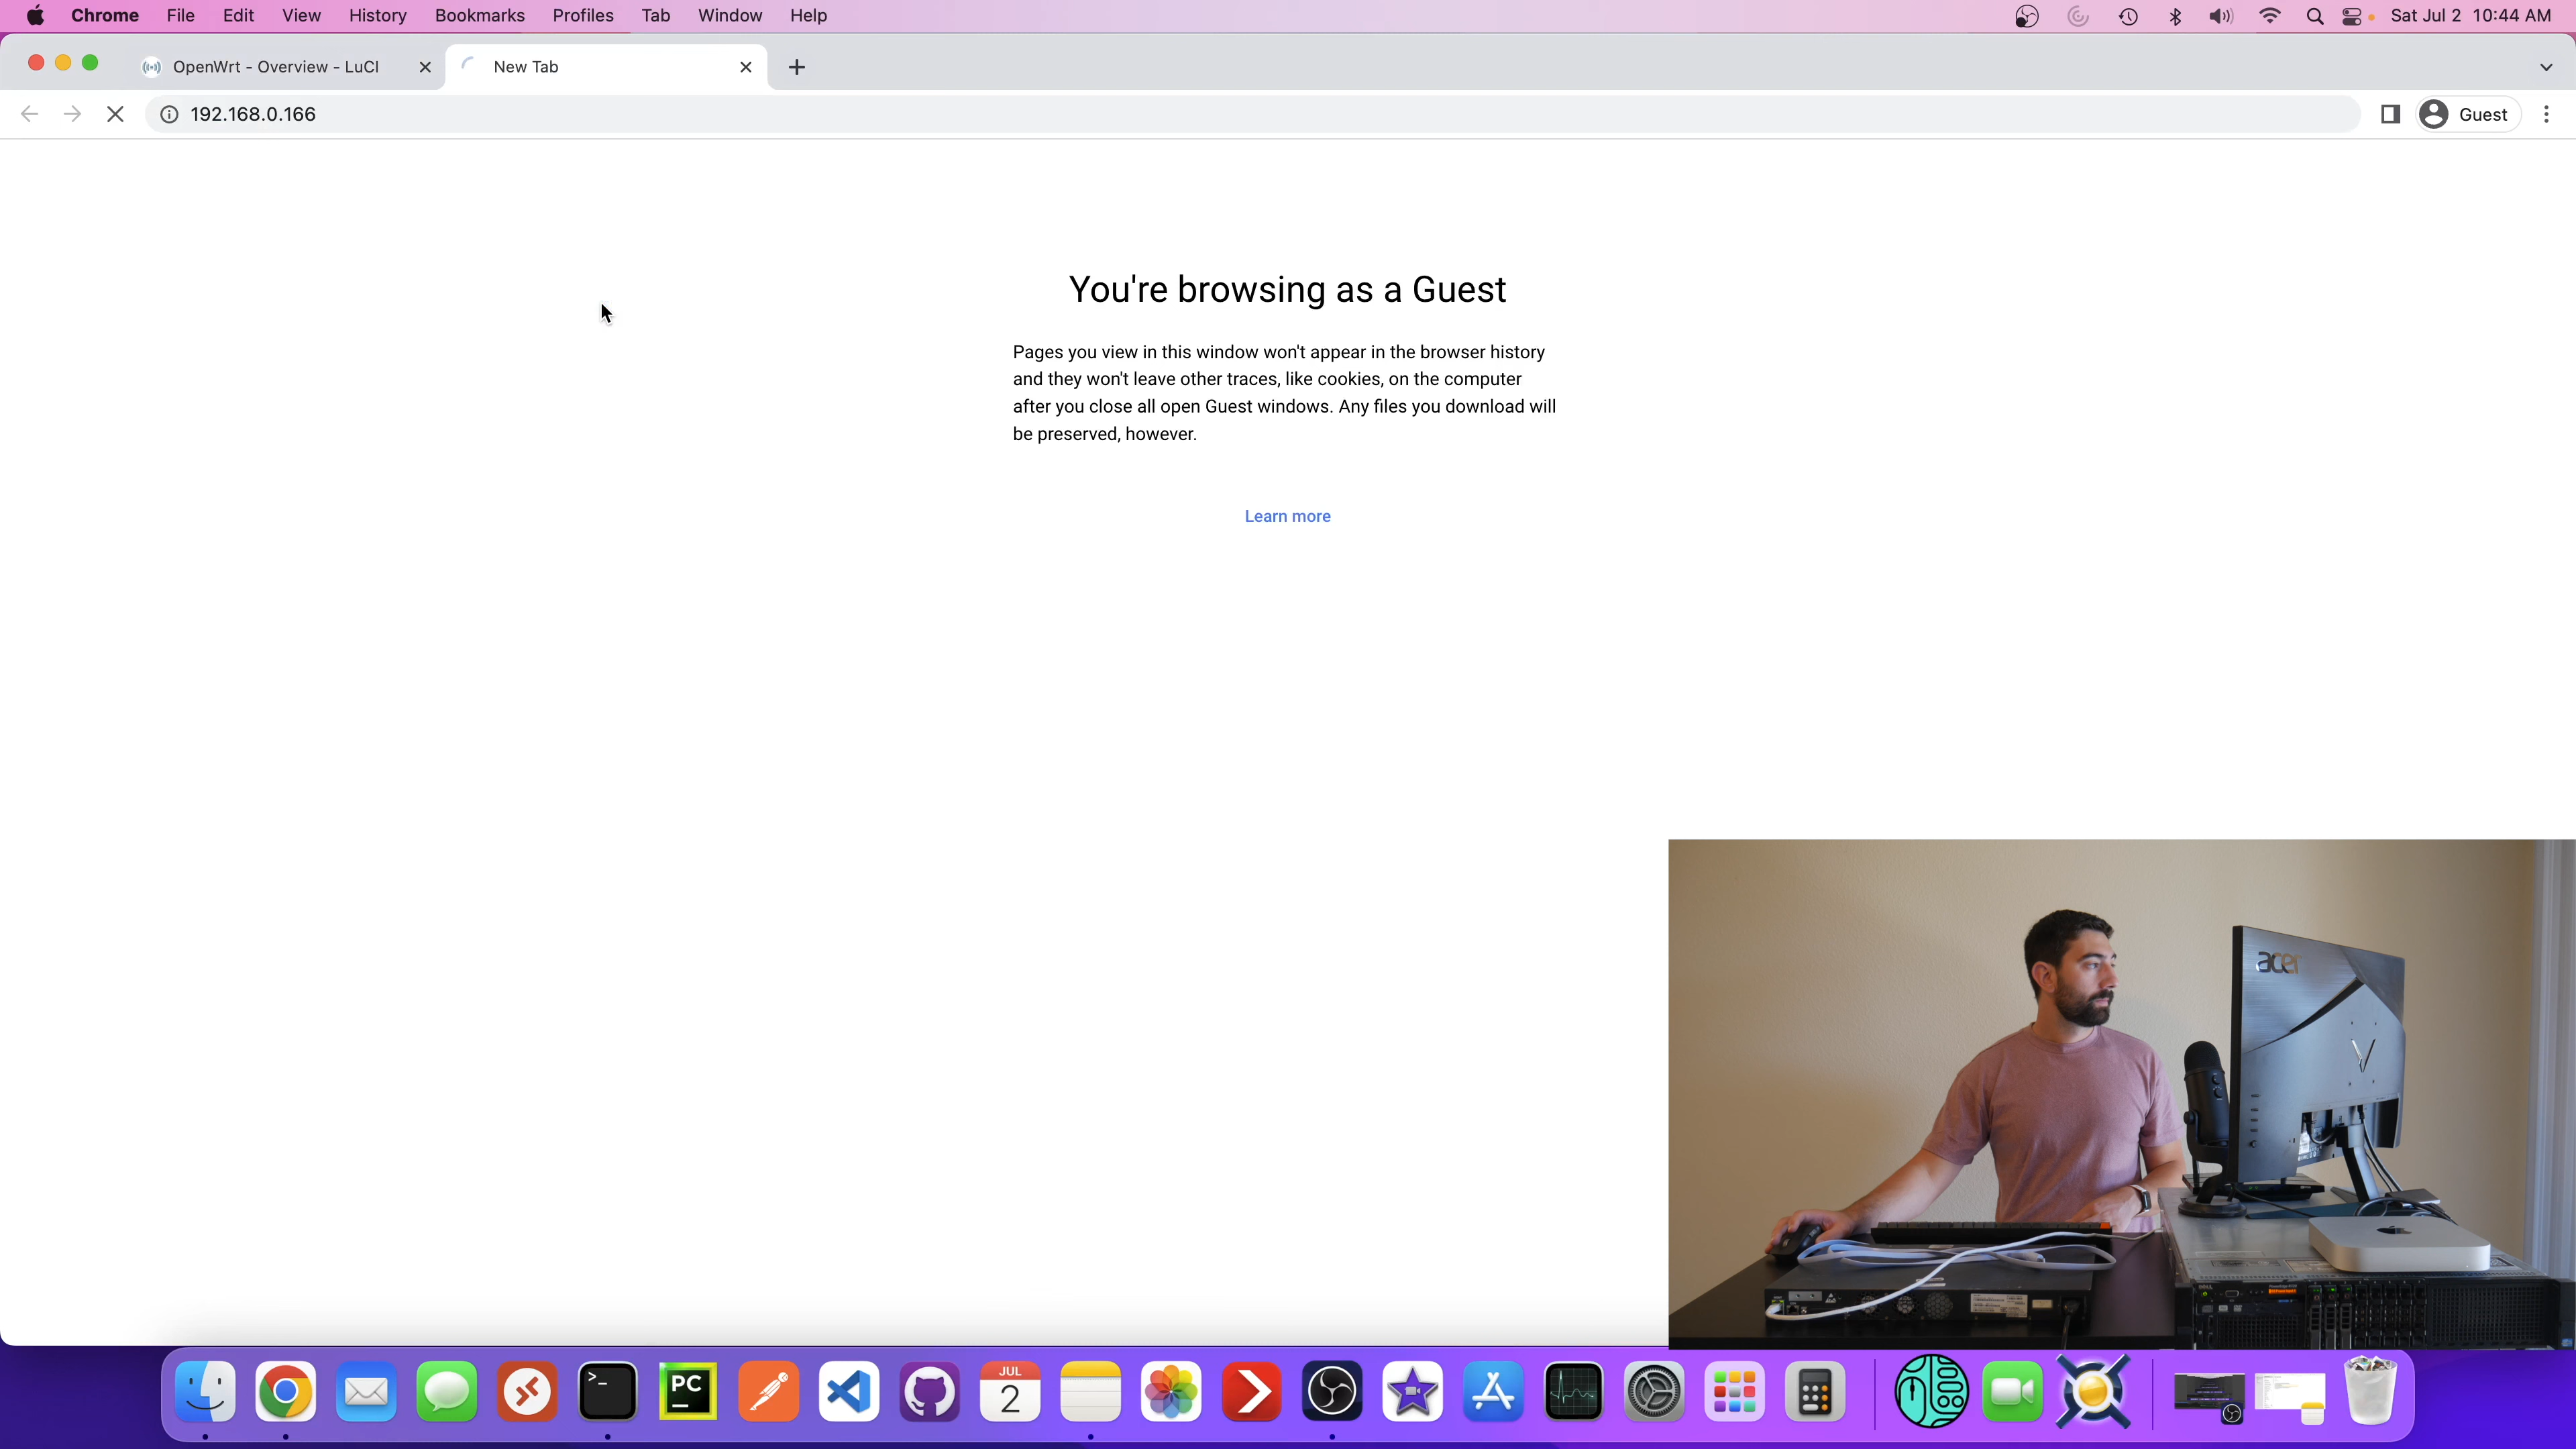 Chrome File Edit View History Bookmarks Profiles Tab Window Help
Sat Jul 2 10:44 AM
OpenWrt - Overview - LuCI
New Tab
192.168.0.166
Guest
You're browsing as a Guest
Pages you view in this window won't appear in the browser history
and they won't leave other traces, like cookies, on the computer
after you close all open Guest windows. Any files you download will
be preserved, however.
Learn more
acer
>_
PC
JUL
2